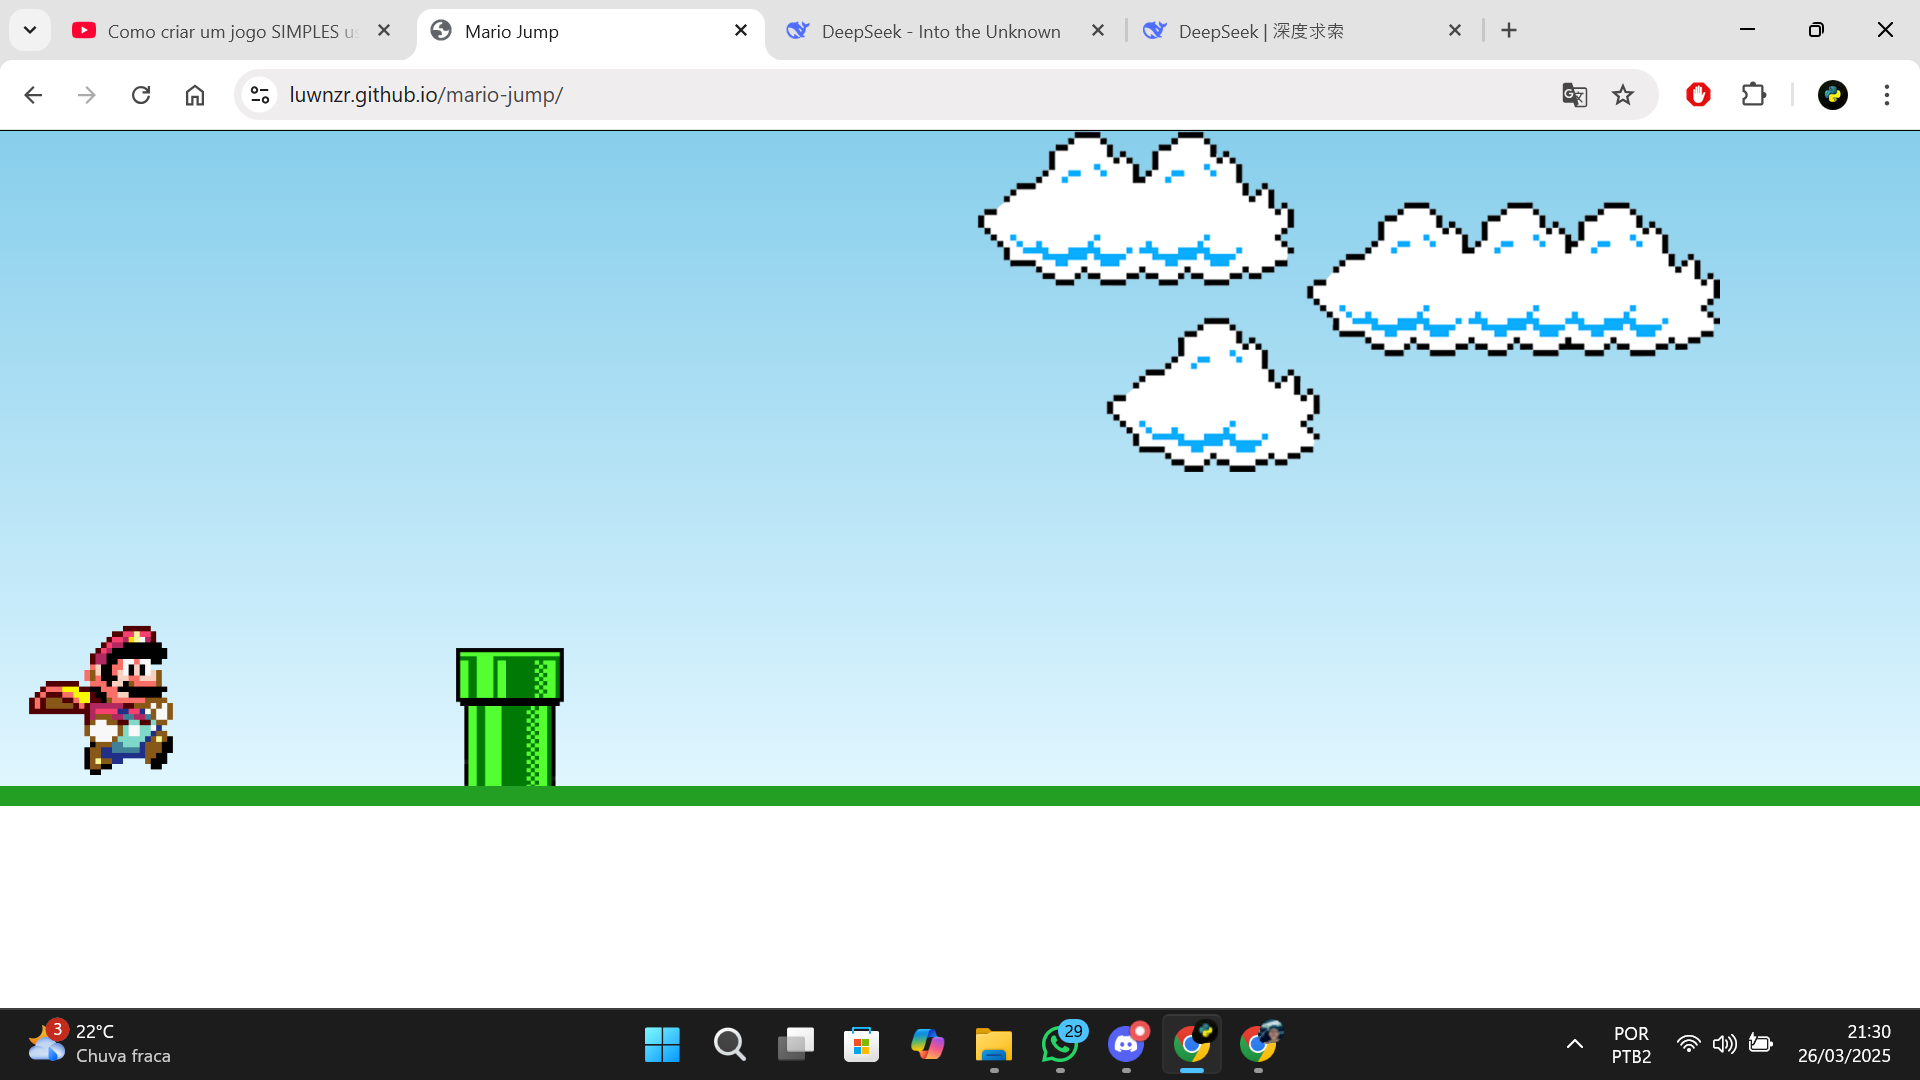 Como criar um jogo SIMPLES us
Mario Jump
DeepSeek - Into the Unknown
DeepSeek | 深度求索
luwnzr.github.io/mario-jump/
3
22°C
Chuva fraca
29
POR
PTB2
21:30
26/03/2025